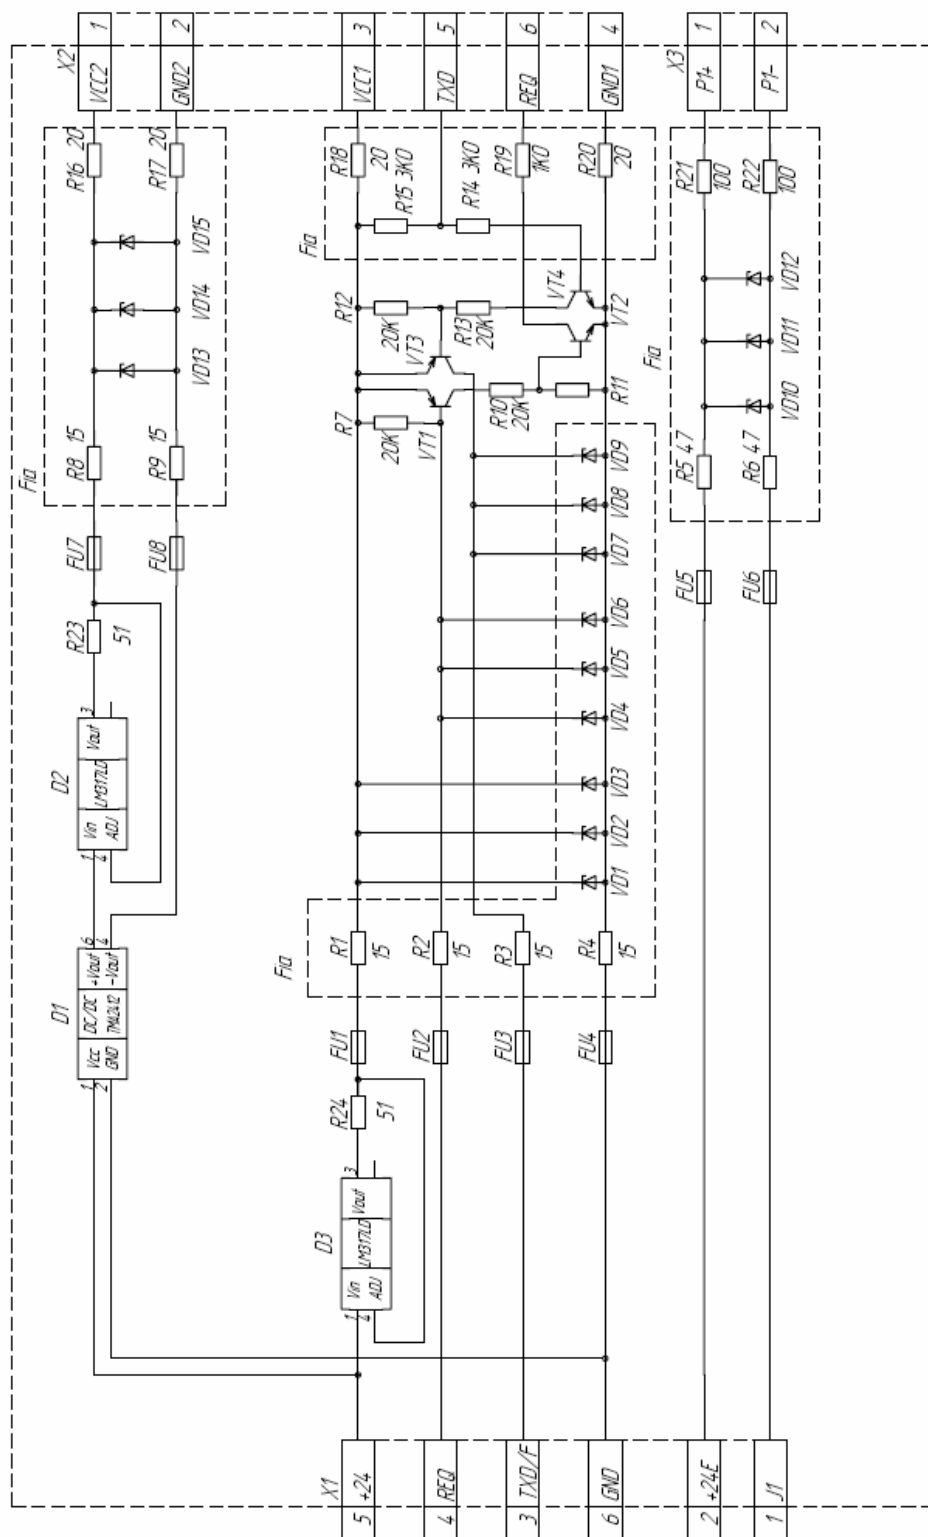 X2
1
2
VCC2
GND2
3
5
6
4
VCC1
TXD
REQ
GND1
X3
1
2
P1+
P1-
R16 20
R17 20
VD15
VD14
VD13
R8 15
R9 15
Fia
R18
20
R15 3K0
R14 3K0
R19
1K0
R20
20
Fia
R12
20K
R13
20K
VT4
VT2
VT3
R7
20K
VT1
R10
20K
R11
R21
100
R22
100
VD12
VD11
VD10
Fia
R5 47
R6 47
FU7
FU8
R23
51
VD9
VD8
VD7
VD6
VD5
VD4
VD3
VD2
VD1
FU5
FU6
D2
3
Vout
LM317LD
Vin
ADJ
1
4
D1
6
4
+Vout
-Vout
DC/DC
TMA2412
Vcc
GND
1
2
Fia
R1
15
R2
15
R3
15
R4
15
FU1
FU2
FU3
FU4
R24
51
D3
3
Vout
LM317LD
Vin
ADJ
1
4
X1
5 +24
4 REQ
3 TXD/F
6 GND
2 +24E
1 J1